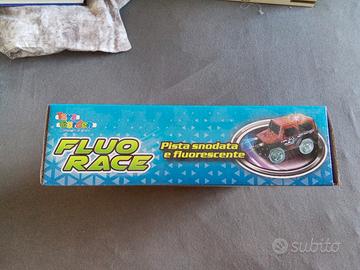 FLUO
RACE
Pista snodata
e fluorescente
subito